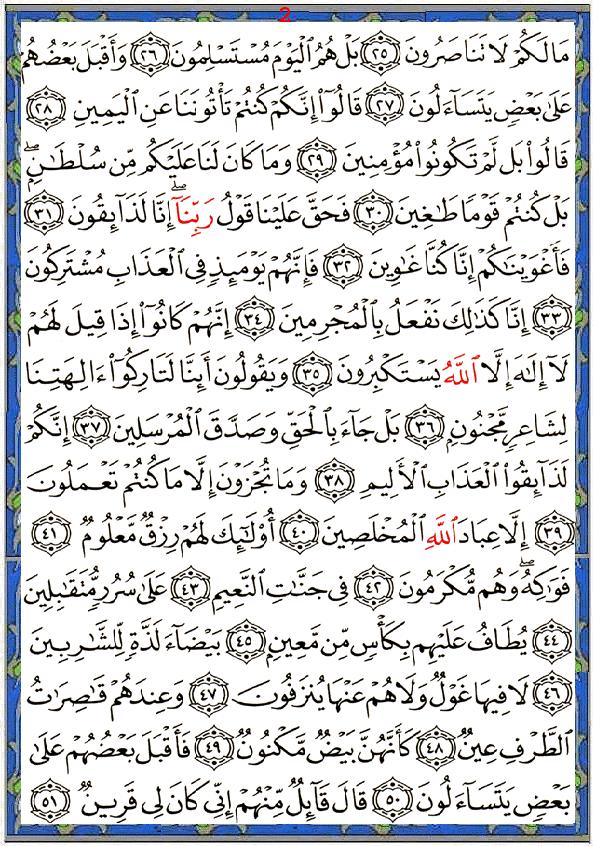 2
مَا لَكُمْ لَا تَنَاصَرُونَ ٢٥ بَلْ هُمُ ٱلْيَوْمَ مُسْتَسْلِمُونَ ٢٦ وَأَقْبَلَ بَعْضُهُمْ
عَلَىٰ بَعْضٍ يَتَسَآءَلُونَ ٢٧ قَالُوٓا۟ إِنَّكُمْ كُنتُمْ تَأْتُونَنَا عَنِ ٱلْيَمِينِ ٢٨
قَالُوا۟ بَل لَّمْ تَكُونُوا۟ مُؤْمِنِينَ ٢٩ وَمَا كَانَ لَنَا عَلَيْكُم مِّن سُلْطَـٰنٍۭ ۖ
بَلْ كُنتُمْ قَوْمًا طَـٰغِينَ ٣٠ فَحَقَّ عَلَيْنَا قَوْلُ رَبِّنَآ ۖ إِنَّا لَذَآئِقُونَ ٣١
فَأَغْوَيْنَـٰكُمْ إِنَّا كُنَّا غَـٰوِينَ ٣٢ فَإِنَّهُمْ يَوْمَئِذٍ فِى ٱلْعَذَابِ مُشْتَرِكُونَ
٣٣ إِنَّا كَذَٰلِكَ نَفْعَلُ بِٱلْمُجْرِمِينَ ٣٤ إِنَّهُمْ كَانُوٓا۟ إِذَا قِيلَ لَهُمْ
لَآ إِلَـٰهَ إِلَّا ٱللَّهُ يَسْتَكْبِرُونَ ٣٥ وَيَقُولُونَ أَئِنَّا لَتَارِكُوٓا۟ ءَالِهَتِنَا
لِشَاعِرٍ مَّجْنُونٍۭ ٣٦ بَلْ جَآءَ بِٱلْحَقِّ وَصَدَّقَ ٱلْمُرْسَلِينَ ٣٧ إِنَّكُمْ
لَذَآئِقُوا۟ ٱلْعَذَابِ ٱلْأَلِيمِ ٣٨ وَمَا تُجْزَوْنَ إِلَّا مَا كُنتُمْ تَعْمَلُونَ
٣٩ إِلَّا عِبَادَ ٱللَّهِ ٱلْمُخْلَصِينَ ٤٠ أُو۟لَـٰٓئِكَ لَهُمْ رِزْقٌ مَّعْلُومٌ ٤١
فَوَٰكِهُ ۖ وَهُم مُّكْرَمُونَ ٤٢ فِى جَنَّـٰتِ ٱلنَّعِيمِ ٤٣ عَلَىٰ سُرُرٍ مُّتَقَـٰبِلِينَ
٤٤ يُطَافُ عَلَيْهِم بِكَأْسٍ مِّن مَّعِينٍۭ ٤٥ بَيْضَآءَ لَذَّةٍ لِّلشَّـٰرِبِينَ
٤٦ لَا فِيهَا غَوْلٌ وَلَا هُمْ عَنْهَا يُنزَفُونَ ٤٧ وَعِندَهُمْ قَـٰصِرَٰتُ
ٱلطَّرْفِ عِينٌ ٤٨ كَأَنَّهُنَّ بَيْضٌ مَّكْنُونٌ ٤٩ فَأَقْبَلَ بَعْضُهُمْ عَلَىٰ
بَعْضٍ يَتَسَآءَلُونَ ٥٠ قَالَ قَآئِلٌ مِّنْهُمْ إِنِّى كَانَ لِى قَرِينٌ ٥١